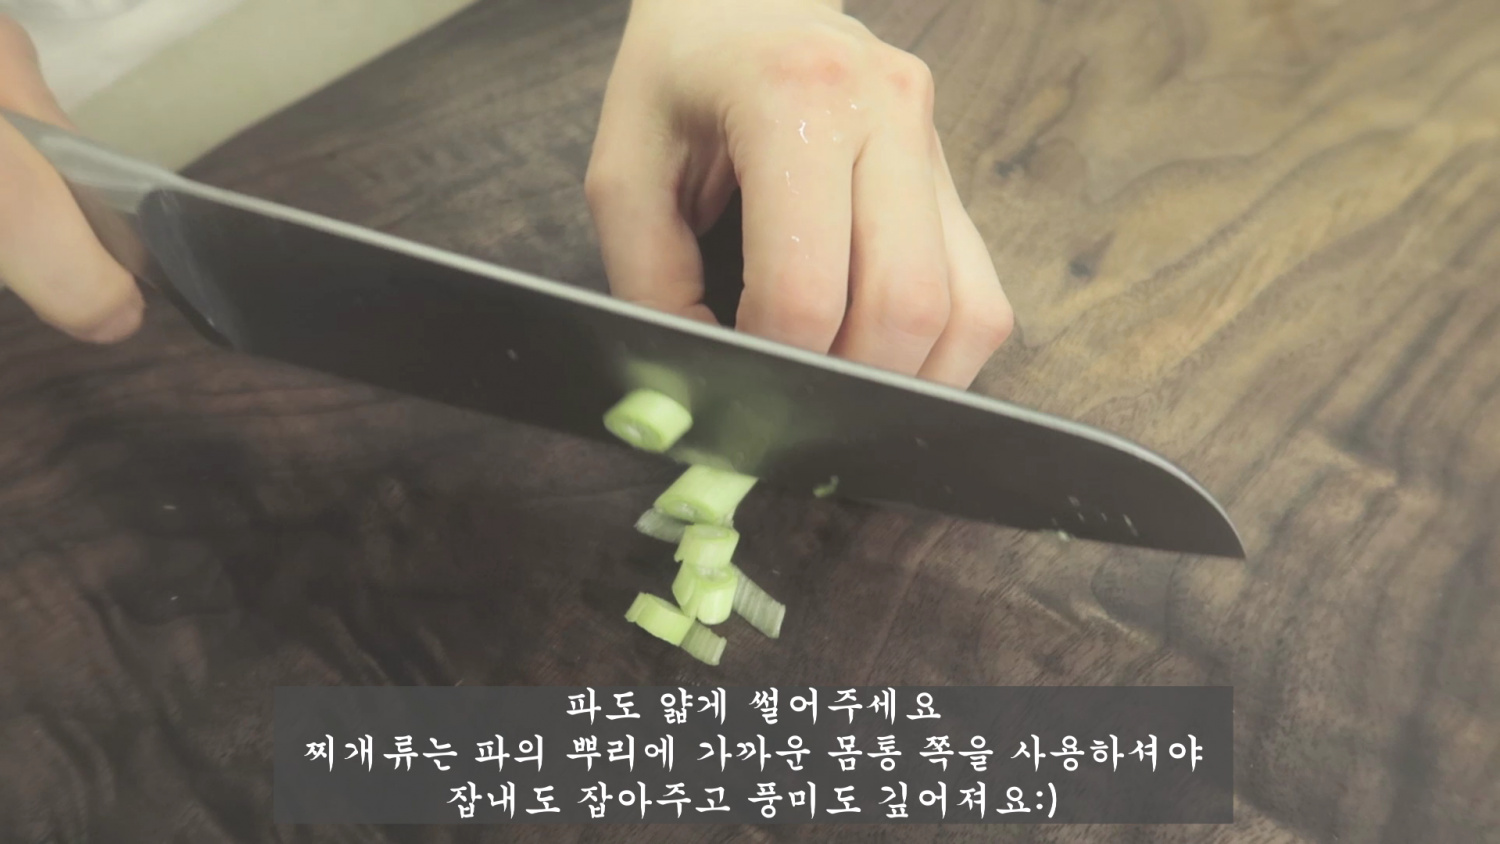 파도 얇게 썰어주세요
찌개류는 파의 뿌리에 가까운 몸통 쪽을 사용하셔야
잡내도 잡아주고 풍미도 깊어져요:)